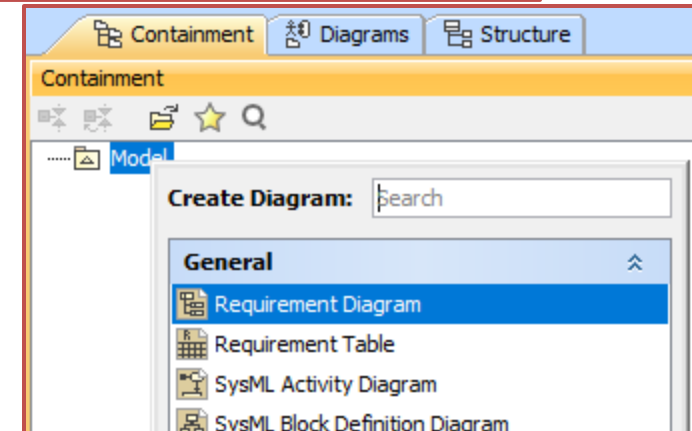 Containment Diagrams Structure
Containment
Model
Create Diagram: Search
General
Requirement Diagram
Requirement Table
SysML Activity Diagram
SysML Block Definition Diagram